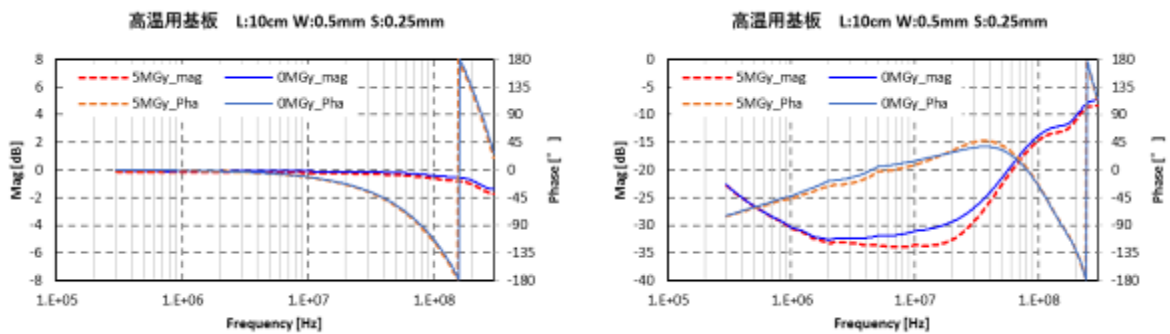 高温用基板 L:10cm W:0.5mm S:0.25mm
8
6
4
2
0
-2
-4
-6
-8
Mag [dB]
5MGy_mag
0MGy_mag
5MGy_Pha
0MGy_Pha
180
135
90
45
0
-45
-90
-135
-180
Phase [° ]
1.E+05
1.E+06
1.E+07
1.E+08
Frequency [Hz]
高温用基板 L:10cm W:0.5mm S:0.25mm
0
-5
-10
-15
-20
-25
-30
-35
-40
Mag [dB]
5MGy_mag
0MGy_mag
5MGy_Pha
0MGy_Pha
180
135
90
45
0
-45
-90
-135
-180
Phase [° ]
1.E+05
1.E+06
1.E+07
1.E+08
Frequency [Hz]